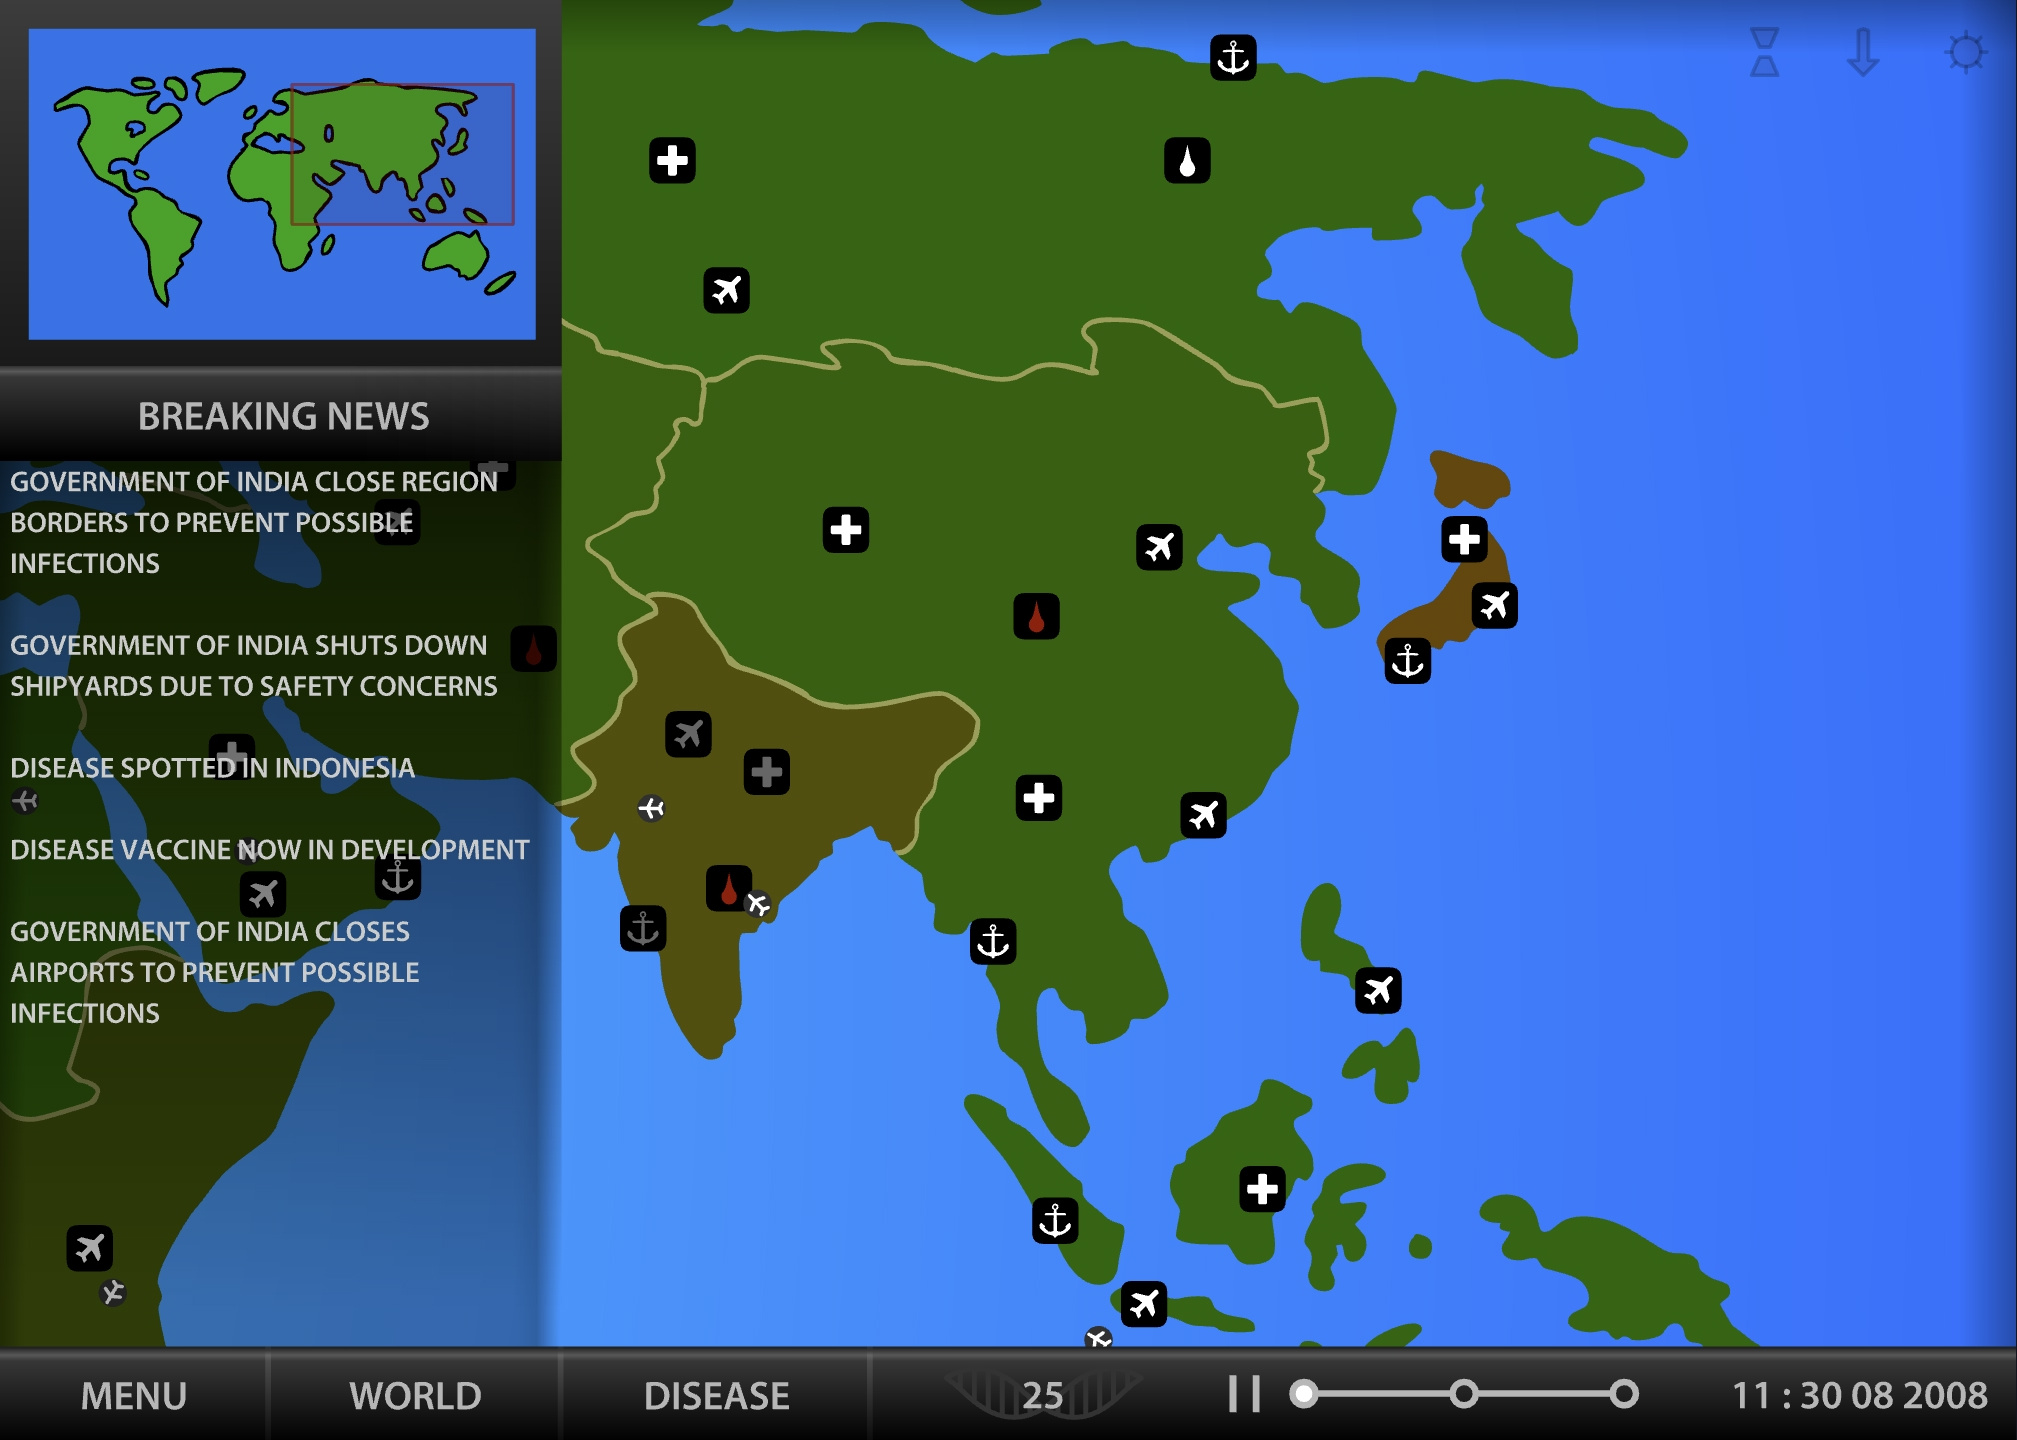 BREAKING NEWS
GOVERNMENT OF INDIA CLOSE REGION
BORDERS TO PREVENT POSSIBLE
INFECTIONS
GOVERNMENT OF INDIA SHUTS DOWN
SHIPYARDS DUE TO SAFETY CONCERNS
DISEASE SPOTTED IN INDONESIA
DISEASE VACCINE NOW IN DEVELOPMENT
GOVERNMENT OF INDIA CLOSES
AIRPORTS TO PREVENT POSSIBLE
INFECTIONS
MENU WORLD DISEASE 25 11 : 30 08 2008